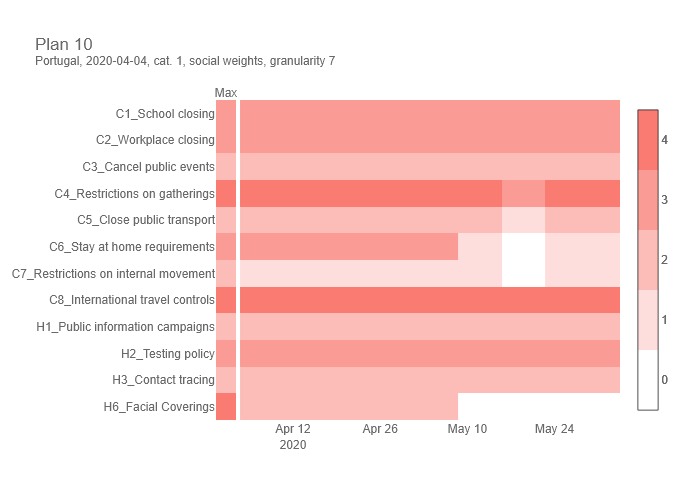 Plan 10
Portugal, 2020-04-04, cat. 1, social weights, granularity 7
Max
C1_School closing
C2_Workplace closing
C3_Cancel public events
C4_Restrictions on gatherings
C5_Close public transport
C6_Stay at home requirements
C7_Restrictions on internal movement
C8_International travel controls
H1_Public information campaigns
H2_Testing policy
H3_Contact tracing
H6_Facial Coverings
Apr 12 Apr 26 May 10 May 24
2020
4
3
2
1
0